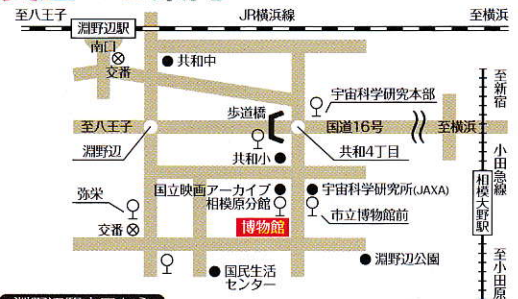 至八王子
JR横浜線
至横浜
淵野辺駅
南口
交番
共和中
至新宿
宇宙科学研究本部
歩道橋
至八王子
国道16号
至横浜
淵野辺
共和4丁目
小田急線
共和小
相模大野駅
弥栄
国立映画アーカイブ
相模原分館
宇宙科学研究所(JAXA)
市立博物館前
博物館
交番
淵野辺公園
国民生活
センター
至小田原